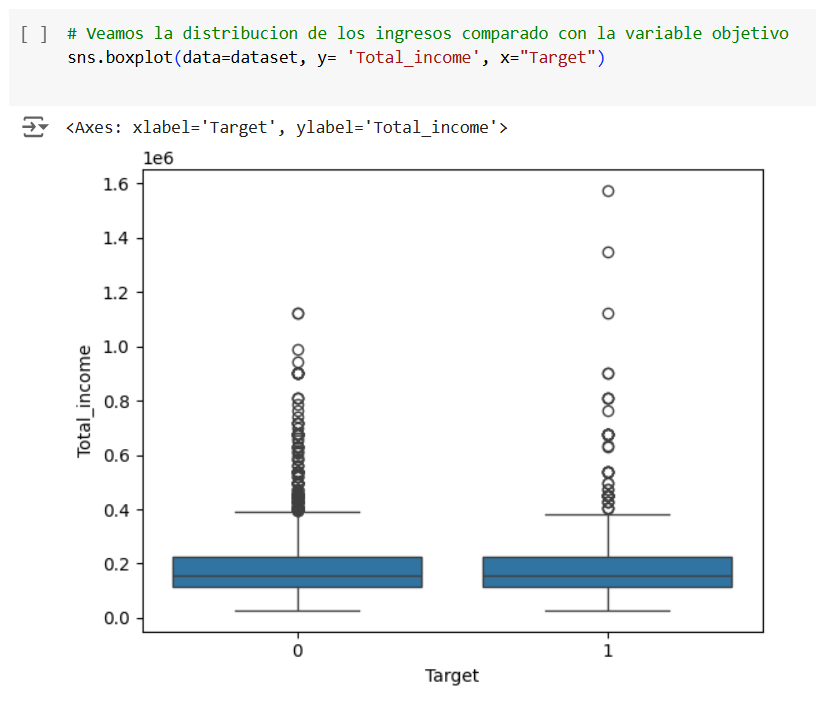 [ ] # Veamos la distribucion de los ingresos comparado con la variable objetivo
sns.boxplot(data=dataset, y= 'Total_income', x="Target")
<Axes: xlabel='Target', ylabel='Total_income'>
1e6
1.6
1.4
1.2
1.0
0.8
0.6
0.4
0.2
0.0
Total_income
0 1
Target